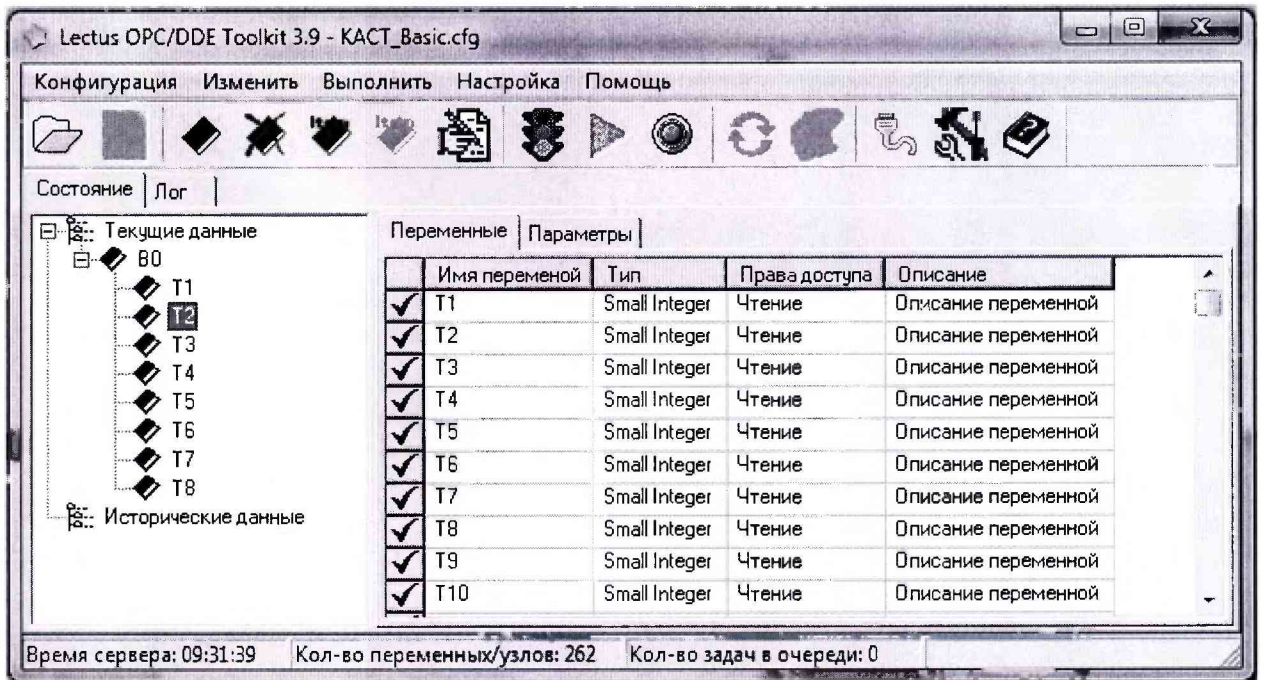 Lectus OPC/DDE Toolkit 3.9 - КАСТ_Basic.cfg
Конфигурация Изменить Выполнить Настройка Помощь
Состояние Лог
Текущие данные
B0
T1
T2
T3
T4
T5
T6
T7
T8
Исторические данные
Переменные Параметры
Имя переменой Тип Права доступа Описание
T1 Small Integer Чтение Описание переменной
T2 Small Integer Чтение Описание переменной
T3 Small Integer Чтение Описание переменной
T4 Small Integer Чтение Описание переменной
T5 Small Integer Чтение Описание переменной
T6 Small Integer Чтение Описание переменной
T7 Small Integer Чтение Описание переменной
T8 Small Integer Чтение Описание переменной
T9 Small Integer Чтение Описание переменной
T10 Small Integer Чтение Описание переменной
Время сервера: 09:31:39 Кол-во переменных/узлов: 262 Кол-во задач в очереди: 0